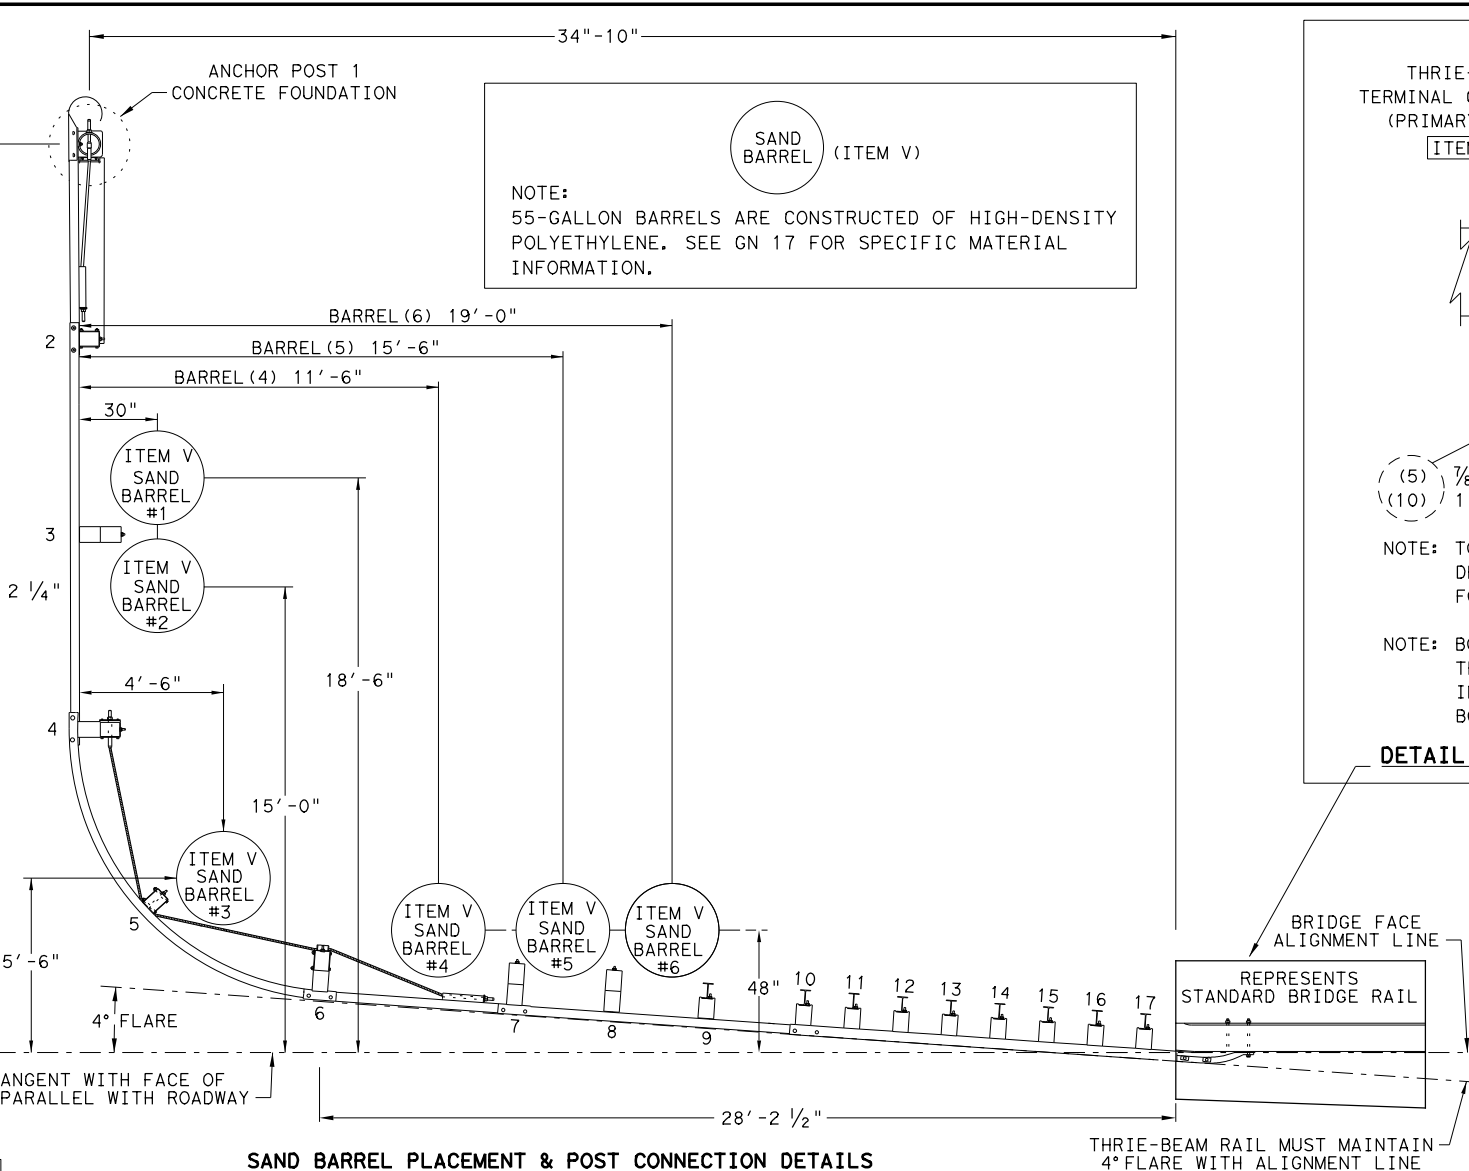 34"-10"
ANCHOR POST 1
CONCRETE FOUNDATION
SAND
BARREL
(ITEM V)
NOTE:
55-GALLON BARRELS ARE CONSTRUCTED OF HIGH-DENSITY
POLYETHYLENE. SEE GN 17 FOR SPECIFIC MATERIAL
INFORMATION.
TERMINAL
(PRIMAR
ITE
THRIE-
BARREL(6) 19'-0"
2
BARREL(5) 15'-6"
BARREL(4) 11'-6"
30"
ITEM V
SAND
BARREL
#1
3
ITEM V
SAND
BARREL
#2
2 1/4"
18'-6"
4'-6"
4
15'-0"
ITEM V
SAND
BARREL
#3
5
5'-6"
ITEM V
SAND
BARREL
#4
ITEM V
SAND
BARREL
#5
ITEM V
SAND
BARREL
#6
48"
4° FLARE
6
7
8
9
10
11
12
13
14
15
16
17
(5)
(10)
7/8
1
NOTE:
NOTE:
DETAIL
BRIDGE FACE
ALIGNMENT LINE
REPRESENTS
STANDARD BRIDGE RAIL
ANGENT WITH FACE OF
PARALLEL WITH ROADWAY
28'-2 1/2"
THRIE-BEAM RAIL MUST MAINTAIN
4° FLARE WITH ALIGNMENT LINE
SAND BARREL PLACEMENT & POST CONNECTION DETAILS